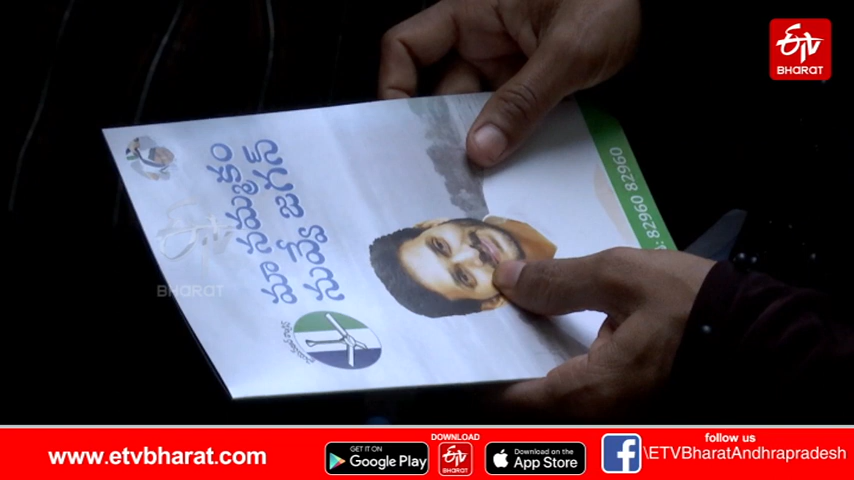 ETV
BHARAT
మా నమ్మకం
నువ్వే జగన్
82960 82960
BHARAT
www.etvbharat.com
GET IT ON
Google Play
DOWNLOAD
ETV
BHARAT
Download on the
App Store
follow us
\ETVBharatAndhrapradesh